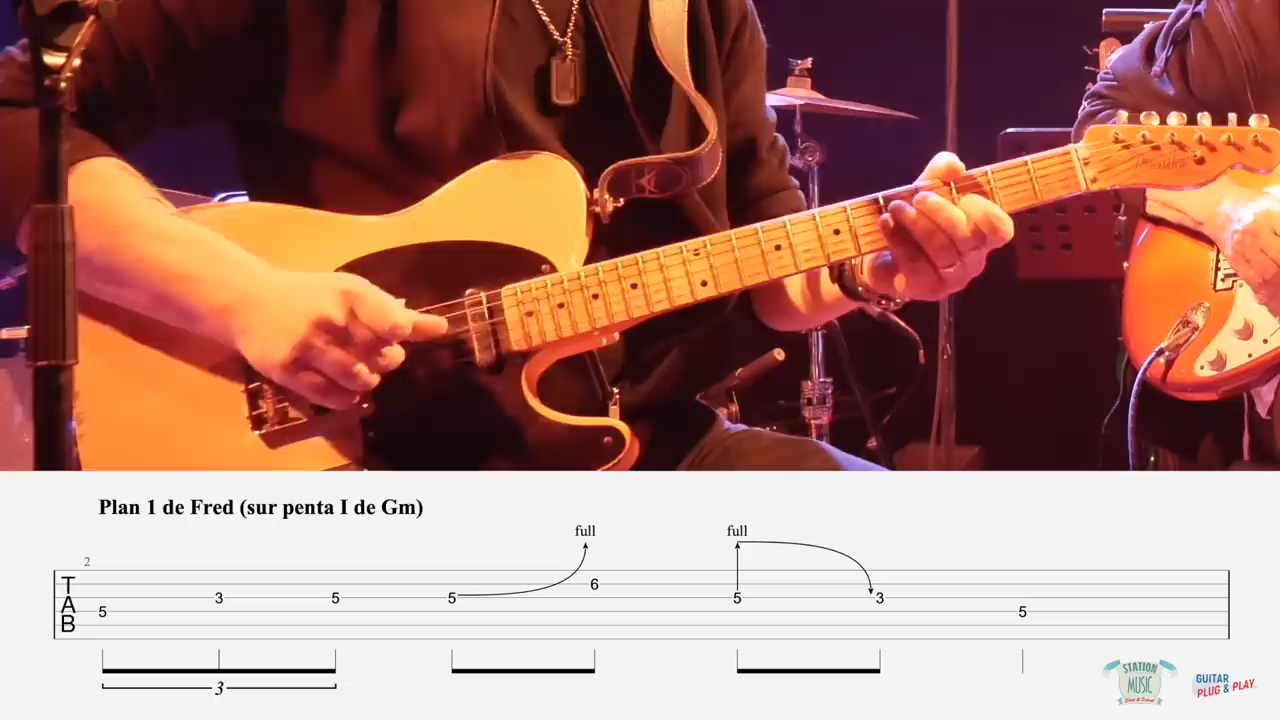 Plan 1 de Fred (sur penta I de Gm)
full full
2
T
A
B
6
5 3 5 5 5 3
5 5
3
STATION
MUSIC
GUITAR
PLUG & PLAY